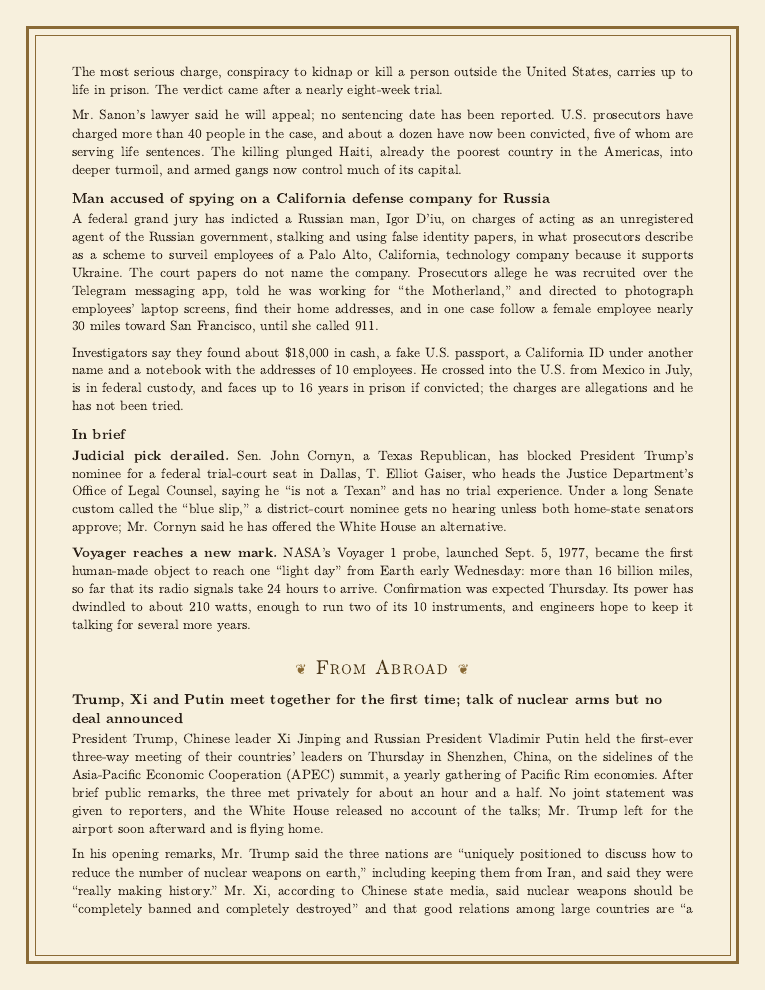 The most serious charge, conspiracy to kidnap or kill a person outside the United States, carries up to
life in prison. The verdict came after a nearly eight-week trial.
Mr. Sanon’s lawyer said he will appeal; no sentencing date has been reported. U.S. prosecutors have
charged more than 40 people in the case, and about a dozen have now been convicted, five of whom are
serving life sentences. The killing plunged Haiti, already the poorest country in the Americas, into
deeper turmoil, and armed gangs now control much of its capital.
Man accused of spying on a California defense company for Russia
A federal grand jury has indicted a Russian man, Igor D’iu, on charges of acting as an unregistered
agent of the Russian government, stalking and using false identity papers, in what prosecutors describe
as a scheme to surveil employees of a Palo Alto, California, technology company because it supports
Ukraine. The court papers do not name the company. Prosecutors allege he was recruited over the
Telegram messaging app, told he was working for “the Motherland,” and directed to photograph
employees’ laptop screens, find their home addresses, and in one case follow a female employee nearly
30 miles toward San Francisco, until she called 911.
Investigators say they found about $18,000 in cash, a fake U.S. passport, a California ID under another
name and a notebook with the addresses of 10 employees. He crossed into the U.S. from Mexico in July,
is in federal custody, and faces up to 16 years in prison if convicted; the charges are allegations and he
has not been tried.
In brief
Judicial pick derailed. Sen. John Cornyn, a Texas Republican, has blocked President Trump’s
nominee for a federal trial-court seat in Dallas, T. Elliot Gaiser, who heads the Justice Department’s
Office of Legal Counsel, saying he “is not a Texan” and has no trial experience. Under a long Senate
custom called the “blue slip,” a district-court nominee gets no hearing unless both home-state senators
approve; Mr. Cornyn said he has offered the White House an alternative.
Voyager reaches a new mark. NASA’s Voyager 1 probe, launched Sept. 5, 1977, became the first
human-made object to reach one “light day” from Earth early Wednesday: more than 16 billion miles,
so far that its radio signals take 24 hours to arrive. Confirmation was expected Thursday. Its power has
dwindled to about 210 watts, enough to run two of its 10 instruments, and engineers hope to keep it
talking for several more years.
❦ From Abroad ❦
Trump, Xi and Putin meet together for the first time; talk of nuclear arms but no
deal announced
President Trump, Chinese leader Xi Jinping and Russian President Vladimir Putin held the first-ever
three-way meeting of their countries’ leaders on Thursday in Shenzhen, China, on the sidelines of the
Asia-Pacific Economic Cooperation (APEC) summit, a yearly gathering of Pacific Rim economies. After
brief public remarks, the three met privately for about an hour and a half. No joint statement was
given to reporters, and the White House released no account of the talks; Mr. Trump left for the
airport soon afterward and is flying home.
In his opening remarks, Mr. Trump said the three nations are “uniquely positioned to discuss how to
reduce the number of nuclear weapons on earth,” including keeping them from Iran, and said they were
“really making history.” Mr. Xi, according to Chinese state media, said nuclear weapons should be
“completely banned and completely destroyed” and that good relations among large countries are “a